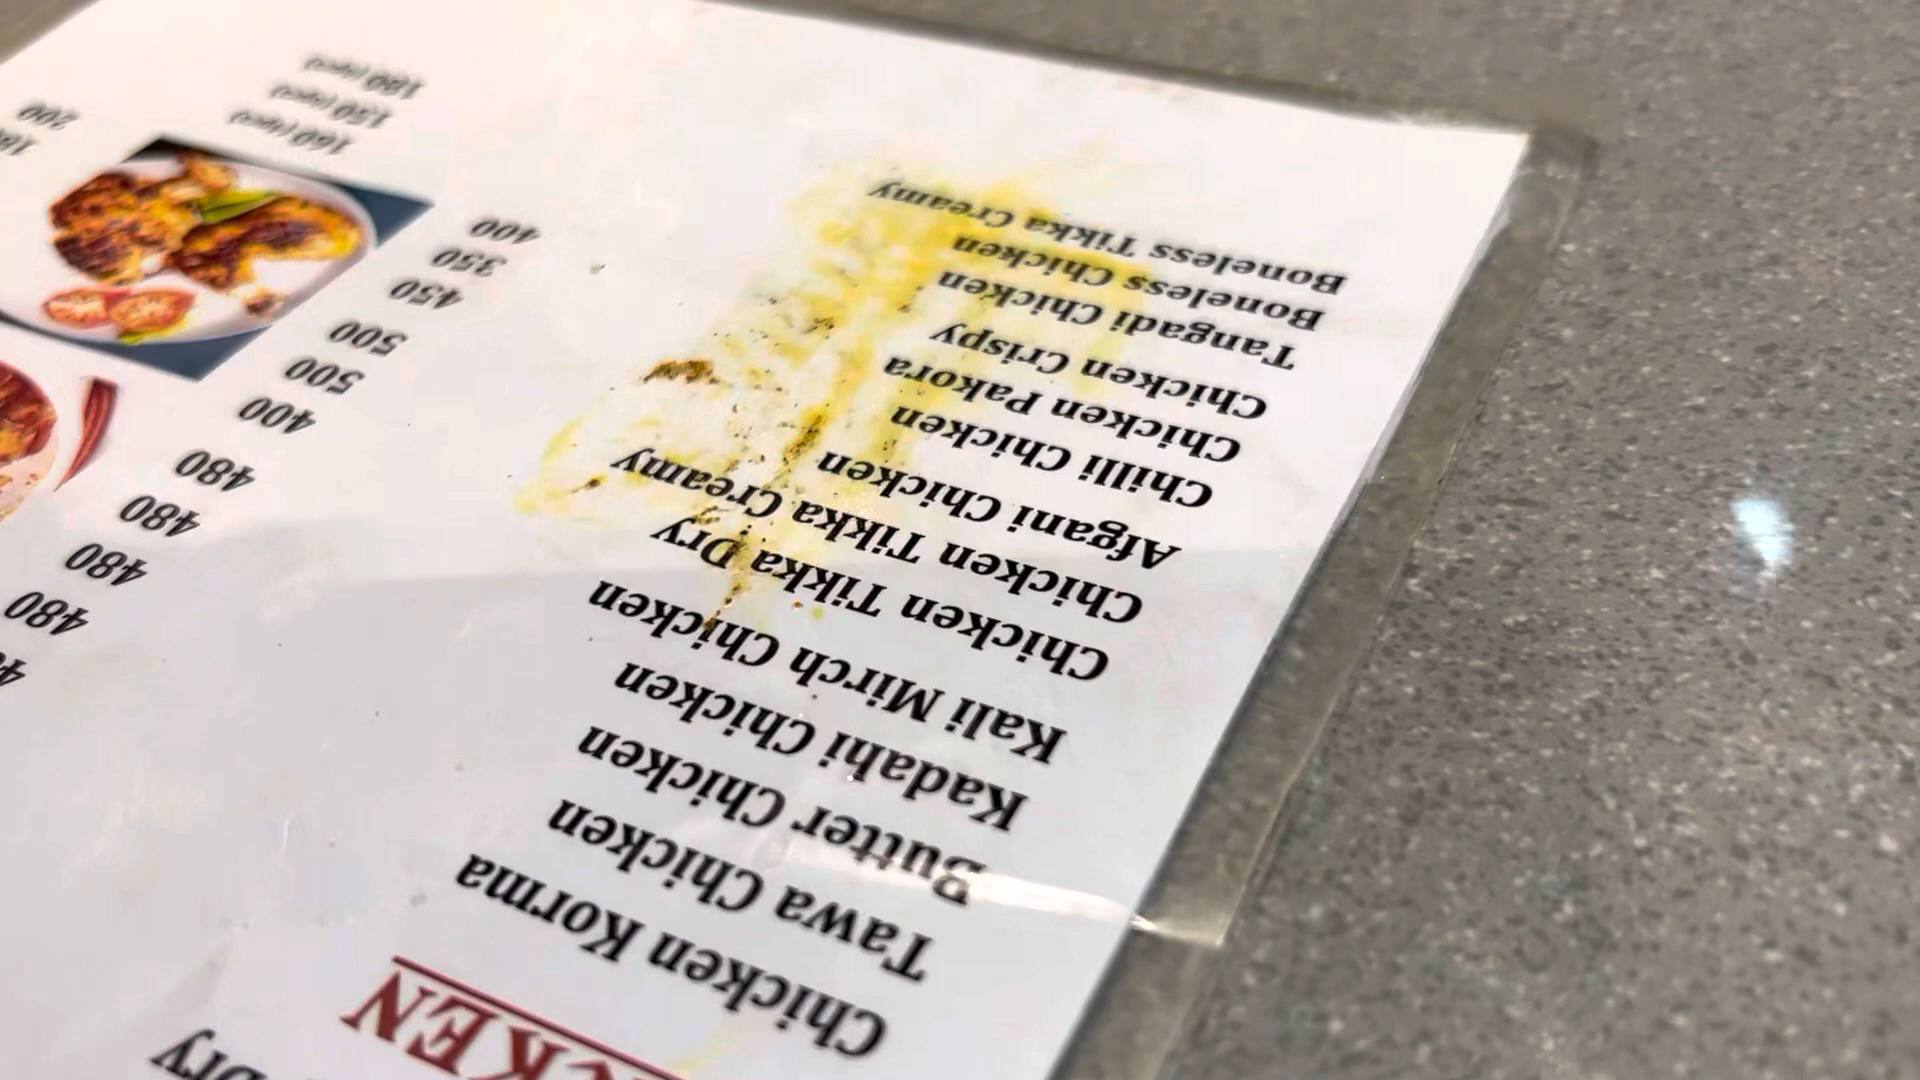 Dry
KEN
Chicken Korma
Tawa Chicken 480
Butter Chicken 480
Kadahi Chicken 480
Kali Mirch Chicken 480
Chicken Tikka Dry 400
Chicken Tikka Creamy 500
Afgani Chicken 500
Chilli Chicken 450
Chicken Pakora 350
Chicken Crispy 400
Tangadi Chicken 160
Boneless Chicken 150
Boneless Tikka Creamy 180
200